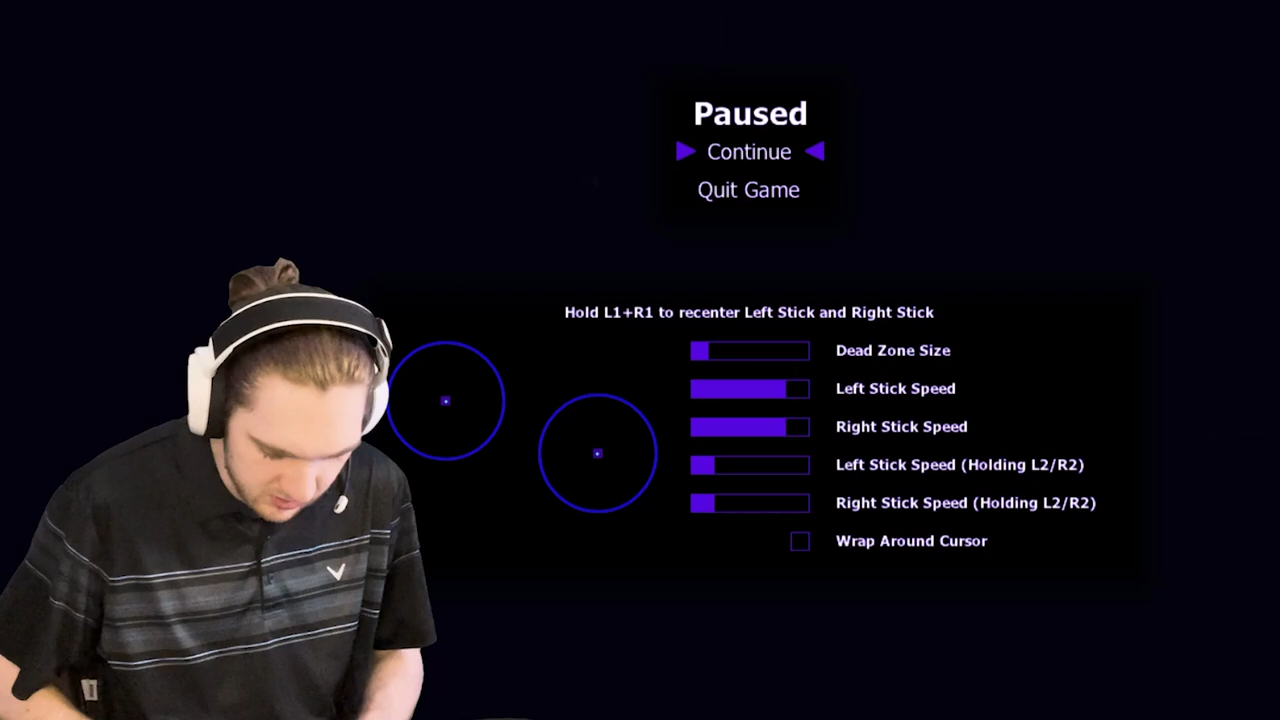 Paused
Continue
Quit Game
Hold L1+R1 to recenter Left Stick and Right Stick
Dead Zone Size
Left Stick Speed
Right Stick Speed
Left Stick Speed (Holding L2/R2)
Right Stick Speed (Holding L2/R2)
Wrap Around Cursor